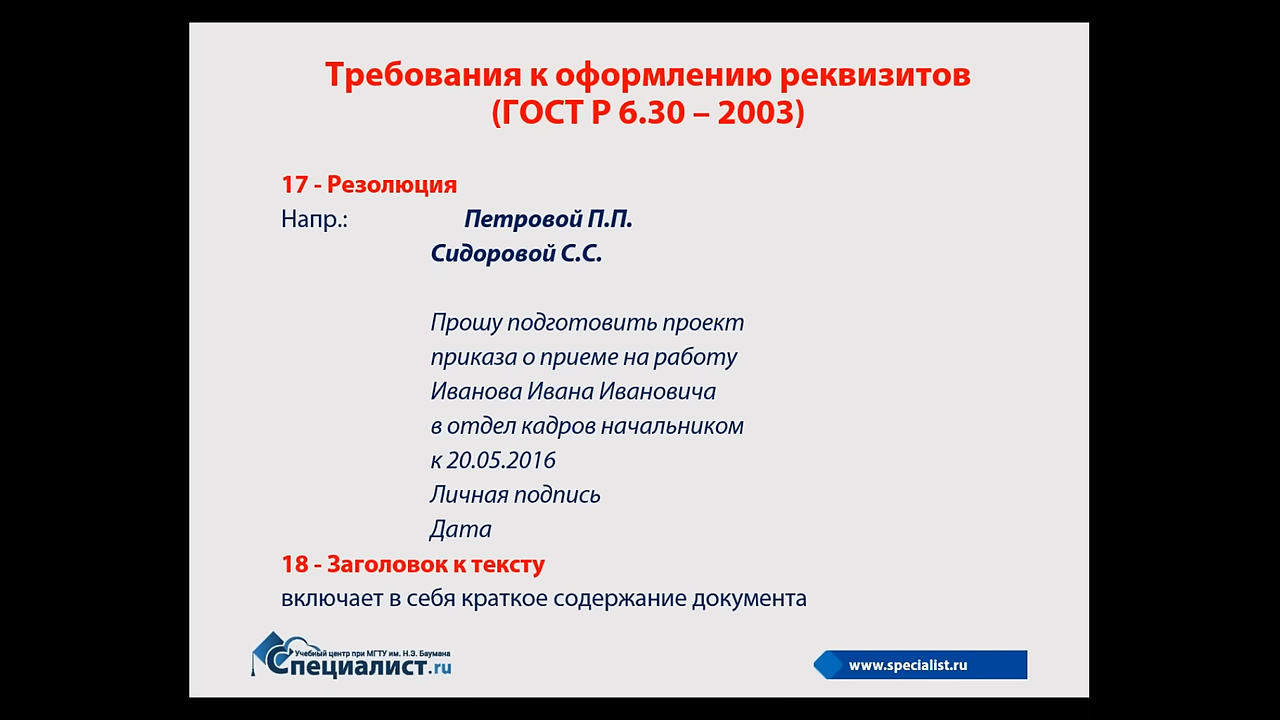 Требования к оформлению реквизитов
(ГОСТ Р 6.30 – 2003)
17 - Резолюция
Напр.: Петровой П.П.
Сидоровой С.С.
Прошу подготовить проект
приказа о приеме на работу
Иванова Ивана Ивановича
в отдел кадров начальником
к 20.05.2016
Личная подпись
Дата
18 - Заголовок к тексту
включает в себя краткое содержание документа
Учебный центр при МГТУ им. Н.Э. Баумана
Специалист.ru
www.specialist.ru